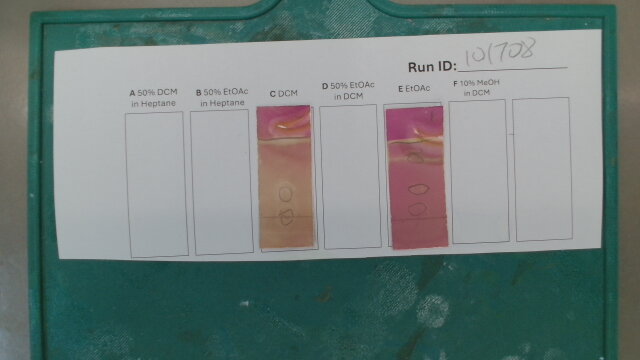 Run ID: 101708
A 50% DCM in Heptane
B 50% EtOAc in Heptane
C DCM
D 50% EtOAc in DCM
E EtOAc
F 10% MeOH in DCM